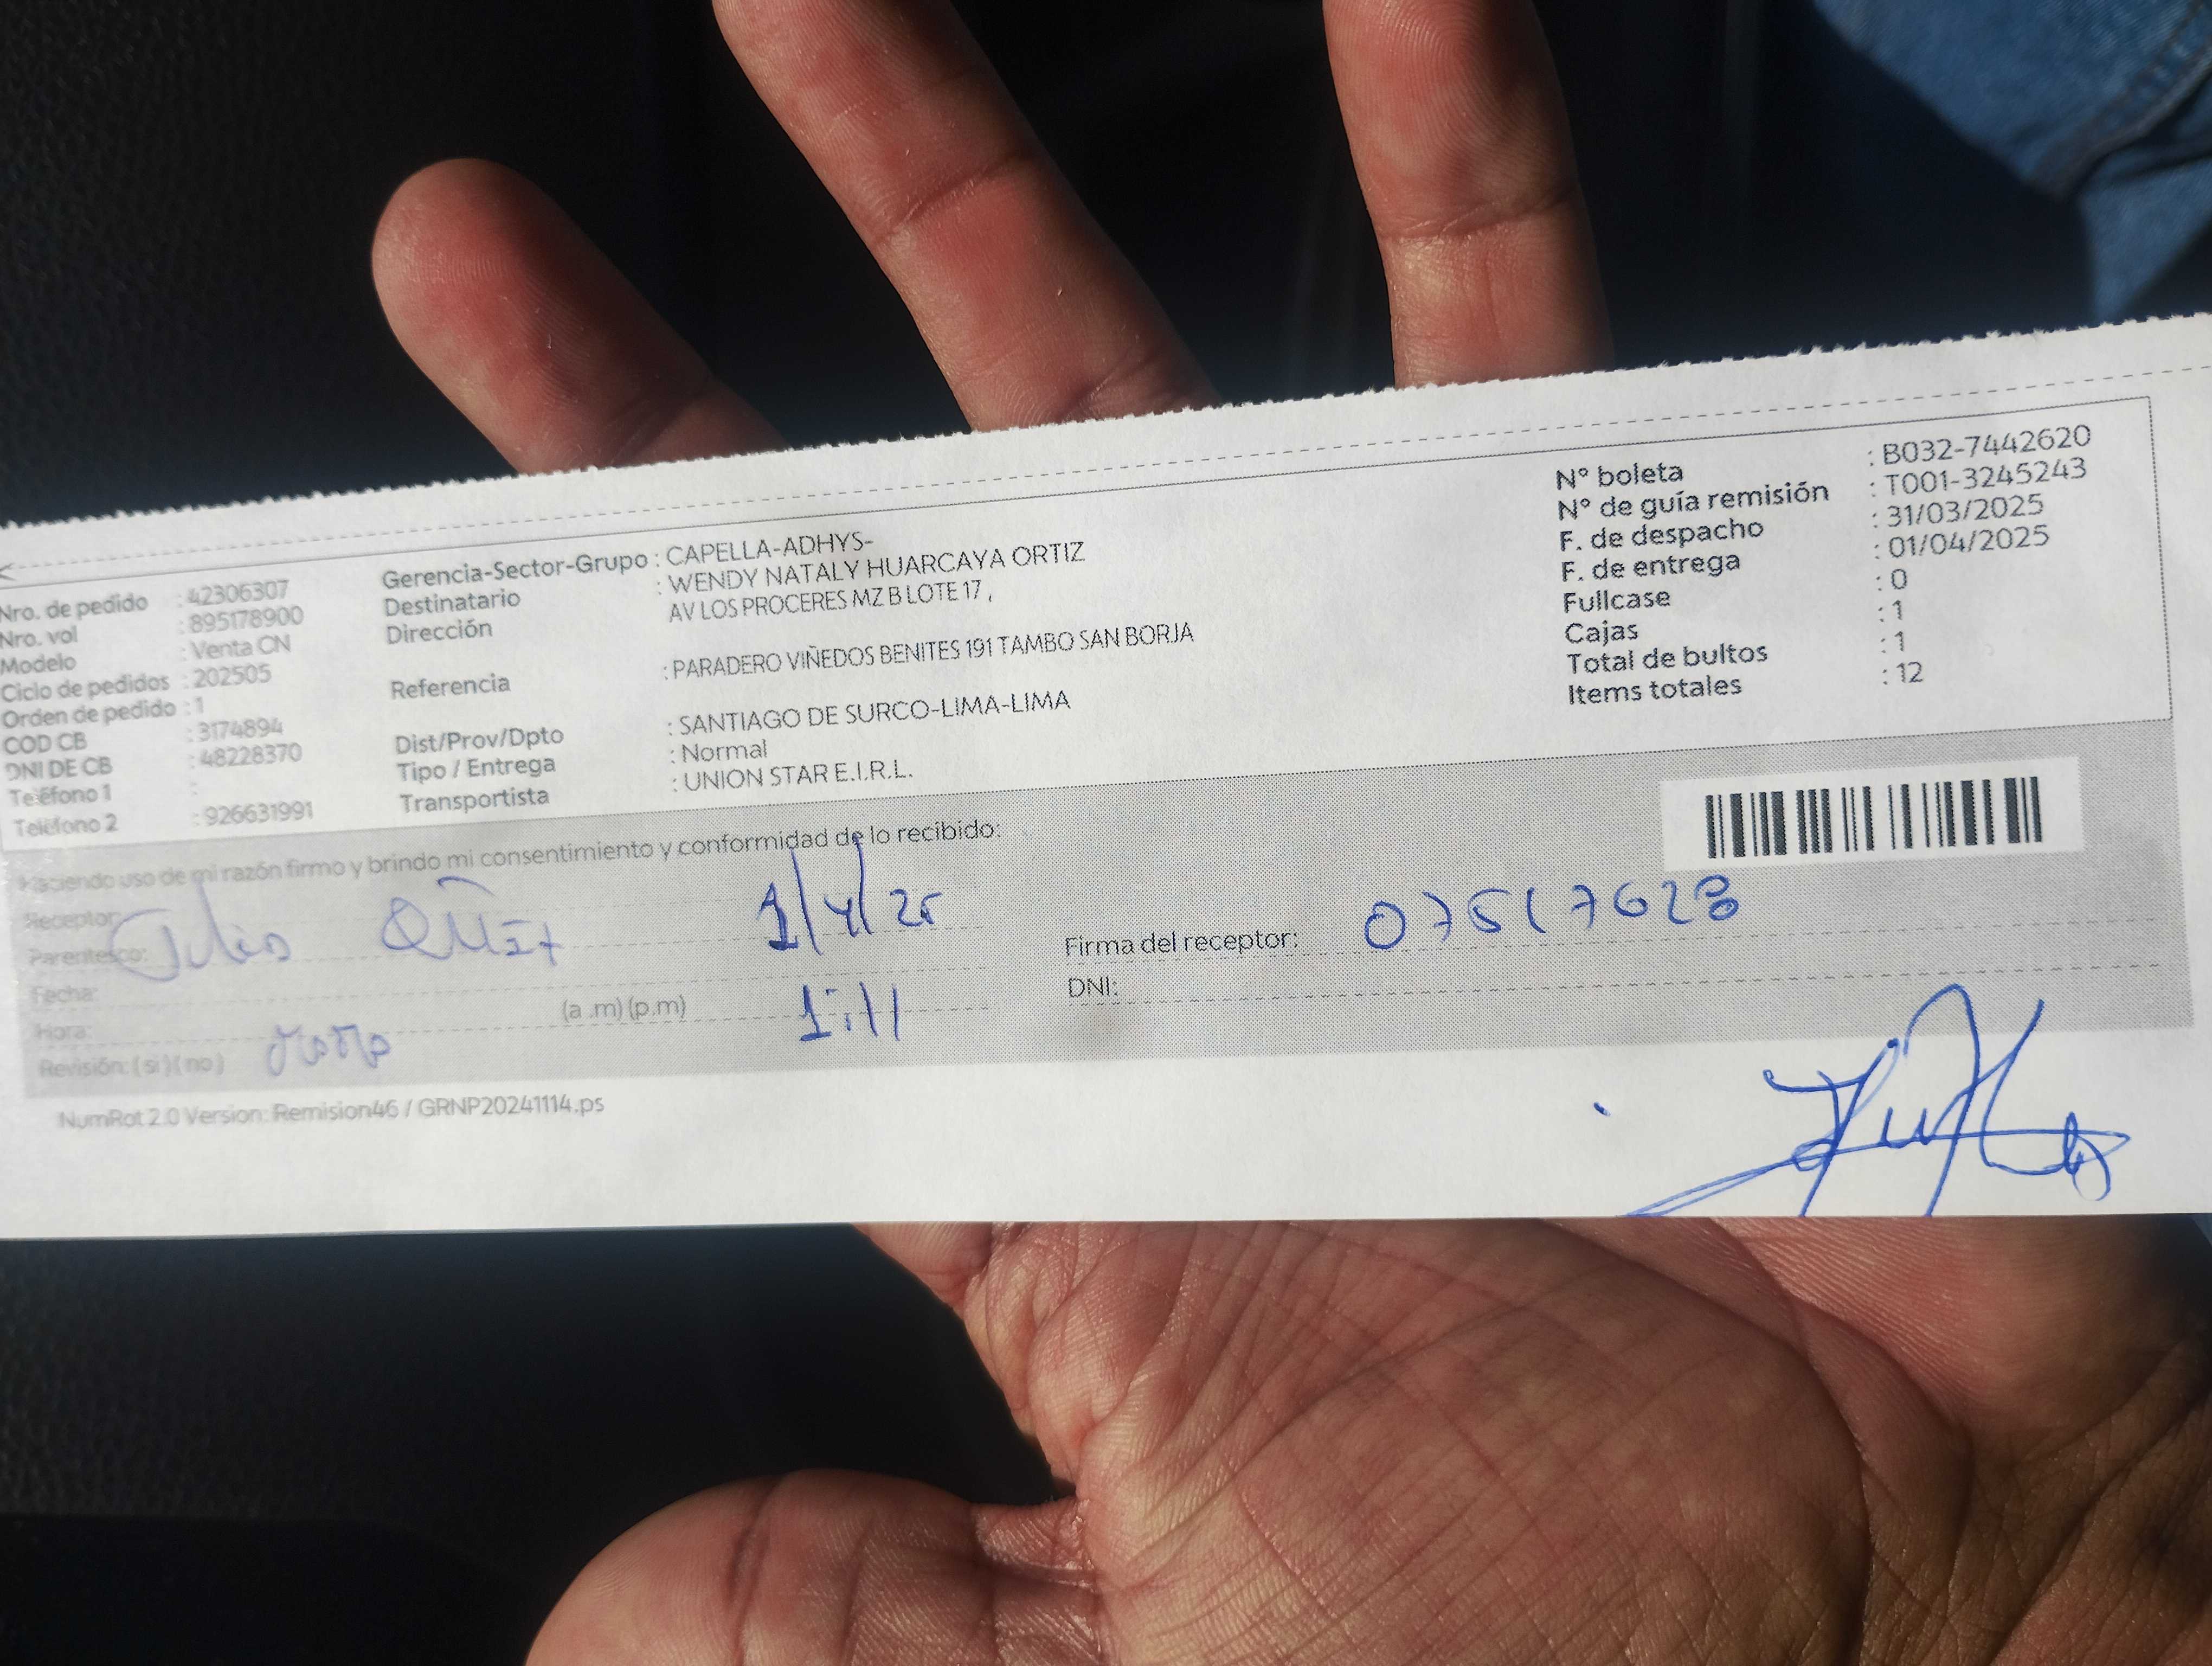 Nro. de pedido : 42306307
Nro. vol : 895178900
Modelo : Venta CN
Ciclo de pedidos : 202505
Orden de pedido : 1
COD CB : 3174894
DNI DE CB : 48228370
Teléfono 1 :
Teléfono 2 : 926631991
Gerencia-Sector-Grupo : CAPELLA-ADHYS-
Destinatario : WENDY NATALY HUARCAYA ORTIZ
Dirección AV LOS PROCERES MZ B LOTE 17 ,
Referencia : PARADERO VIÑEDOS BENITES 191 TAMBO SAN BORJA
Dist/Prov/Dpto : SANTIAGO DE SURCO-LIMA-LIMA
Tipo / Entrega : Normal
Transportista : UNION STAR E.I.R.L.
N° boleta : B032-7442620
N° de guía remisión : T001-3245243
F. de despacho : 31/03/2025
F. de entrega : 01/04/2025
Fullcase : 0
Cajas : 1
Total de bultos : 1
Items totales : 12
Haciendo uso de mi razón firmo y brindo mi consentimiento y conformidad de lo recibido:
Receptor:
Parentesco: Julio 1/4/25
Fecha:
Hora: (a .m) (p.m) 1:11
Revisión: ( si ) ( no )
Firma del receptor: 07517628
DNI:
NumRot 2.0 Version: Remision46 / GRNP20241114.ps